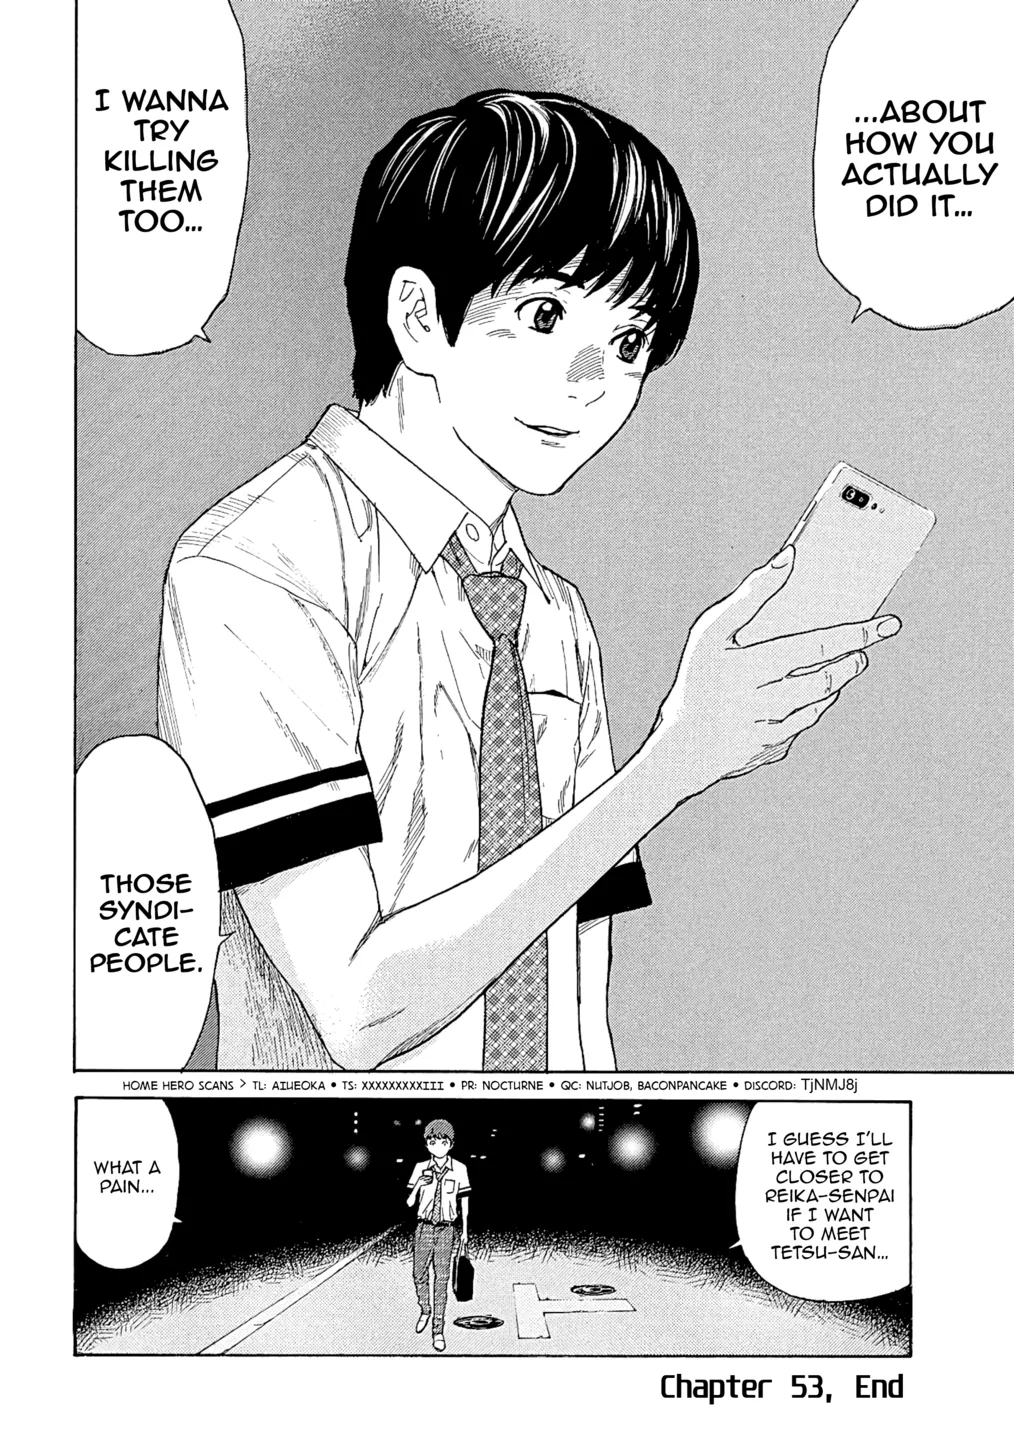 ...ABOUT
HOW YOU
ACTUALLY
DID IT...
I WANNA
TRY
KILLING
THEM
TOO...
THOSE
SYNDI-
CATE
PEOPLE.
HOME HERO SCANS > TL: AIUEOKA • TS: XXXXXXXXXXIII • PR: NOCTURNE • QC: NUTJOB, BACONPANCAKE • DISCORD: TjNMJ8j
I GUESS I'LL
HAVE TO GET
CLOSER TO
REIKA-SENPAI
IF I WANT
TO MEET
TETSU-SAN...
WHAT A
PAIN...
Chapter 53, End